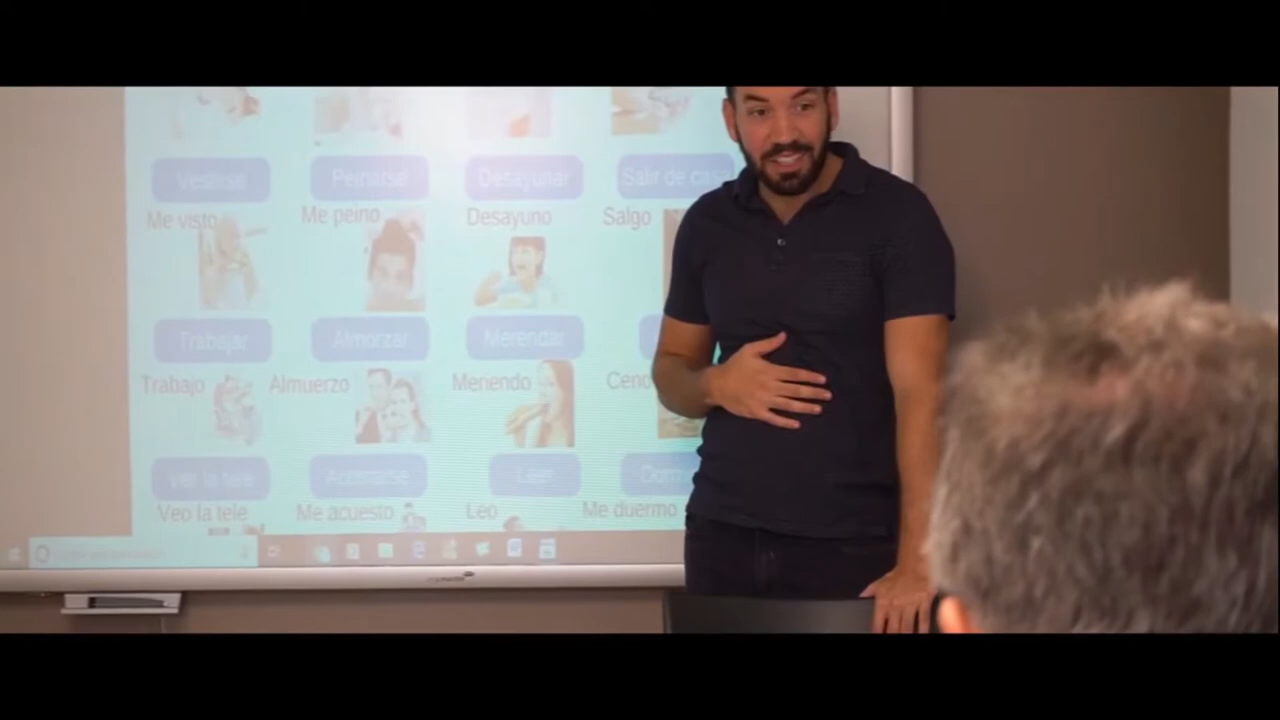 Vestirse Peinarse Desayunar Salir de casa
Me visto Me peino Desayuno Salgo
Trabajar Almorzar Merendar
Trabajo Almuerzo Meriendo Ceno
Ver la tele Acostarse Leer Dorm
Veo la tele Me acuesto Leo Me duermo